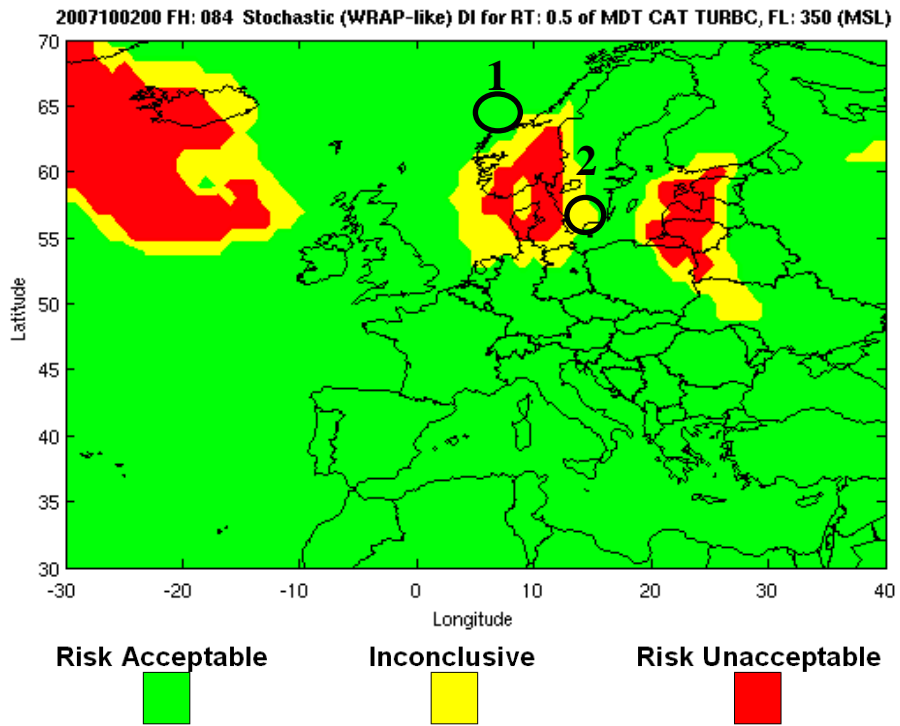 2007100200 FH: 084 Stochastic (WRAP-like) DI for RT: 0.5 of MDT CAT TURBC, FL: 350 (MSL)
70
65
60
55
50
45
40
35
30
Latitude
1
2
-30 -20 -10 0 10 20 30 40
Longitude
Risk Acceptable Inconclusive Risk Unacceptable